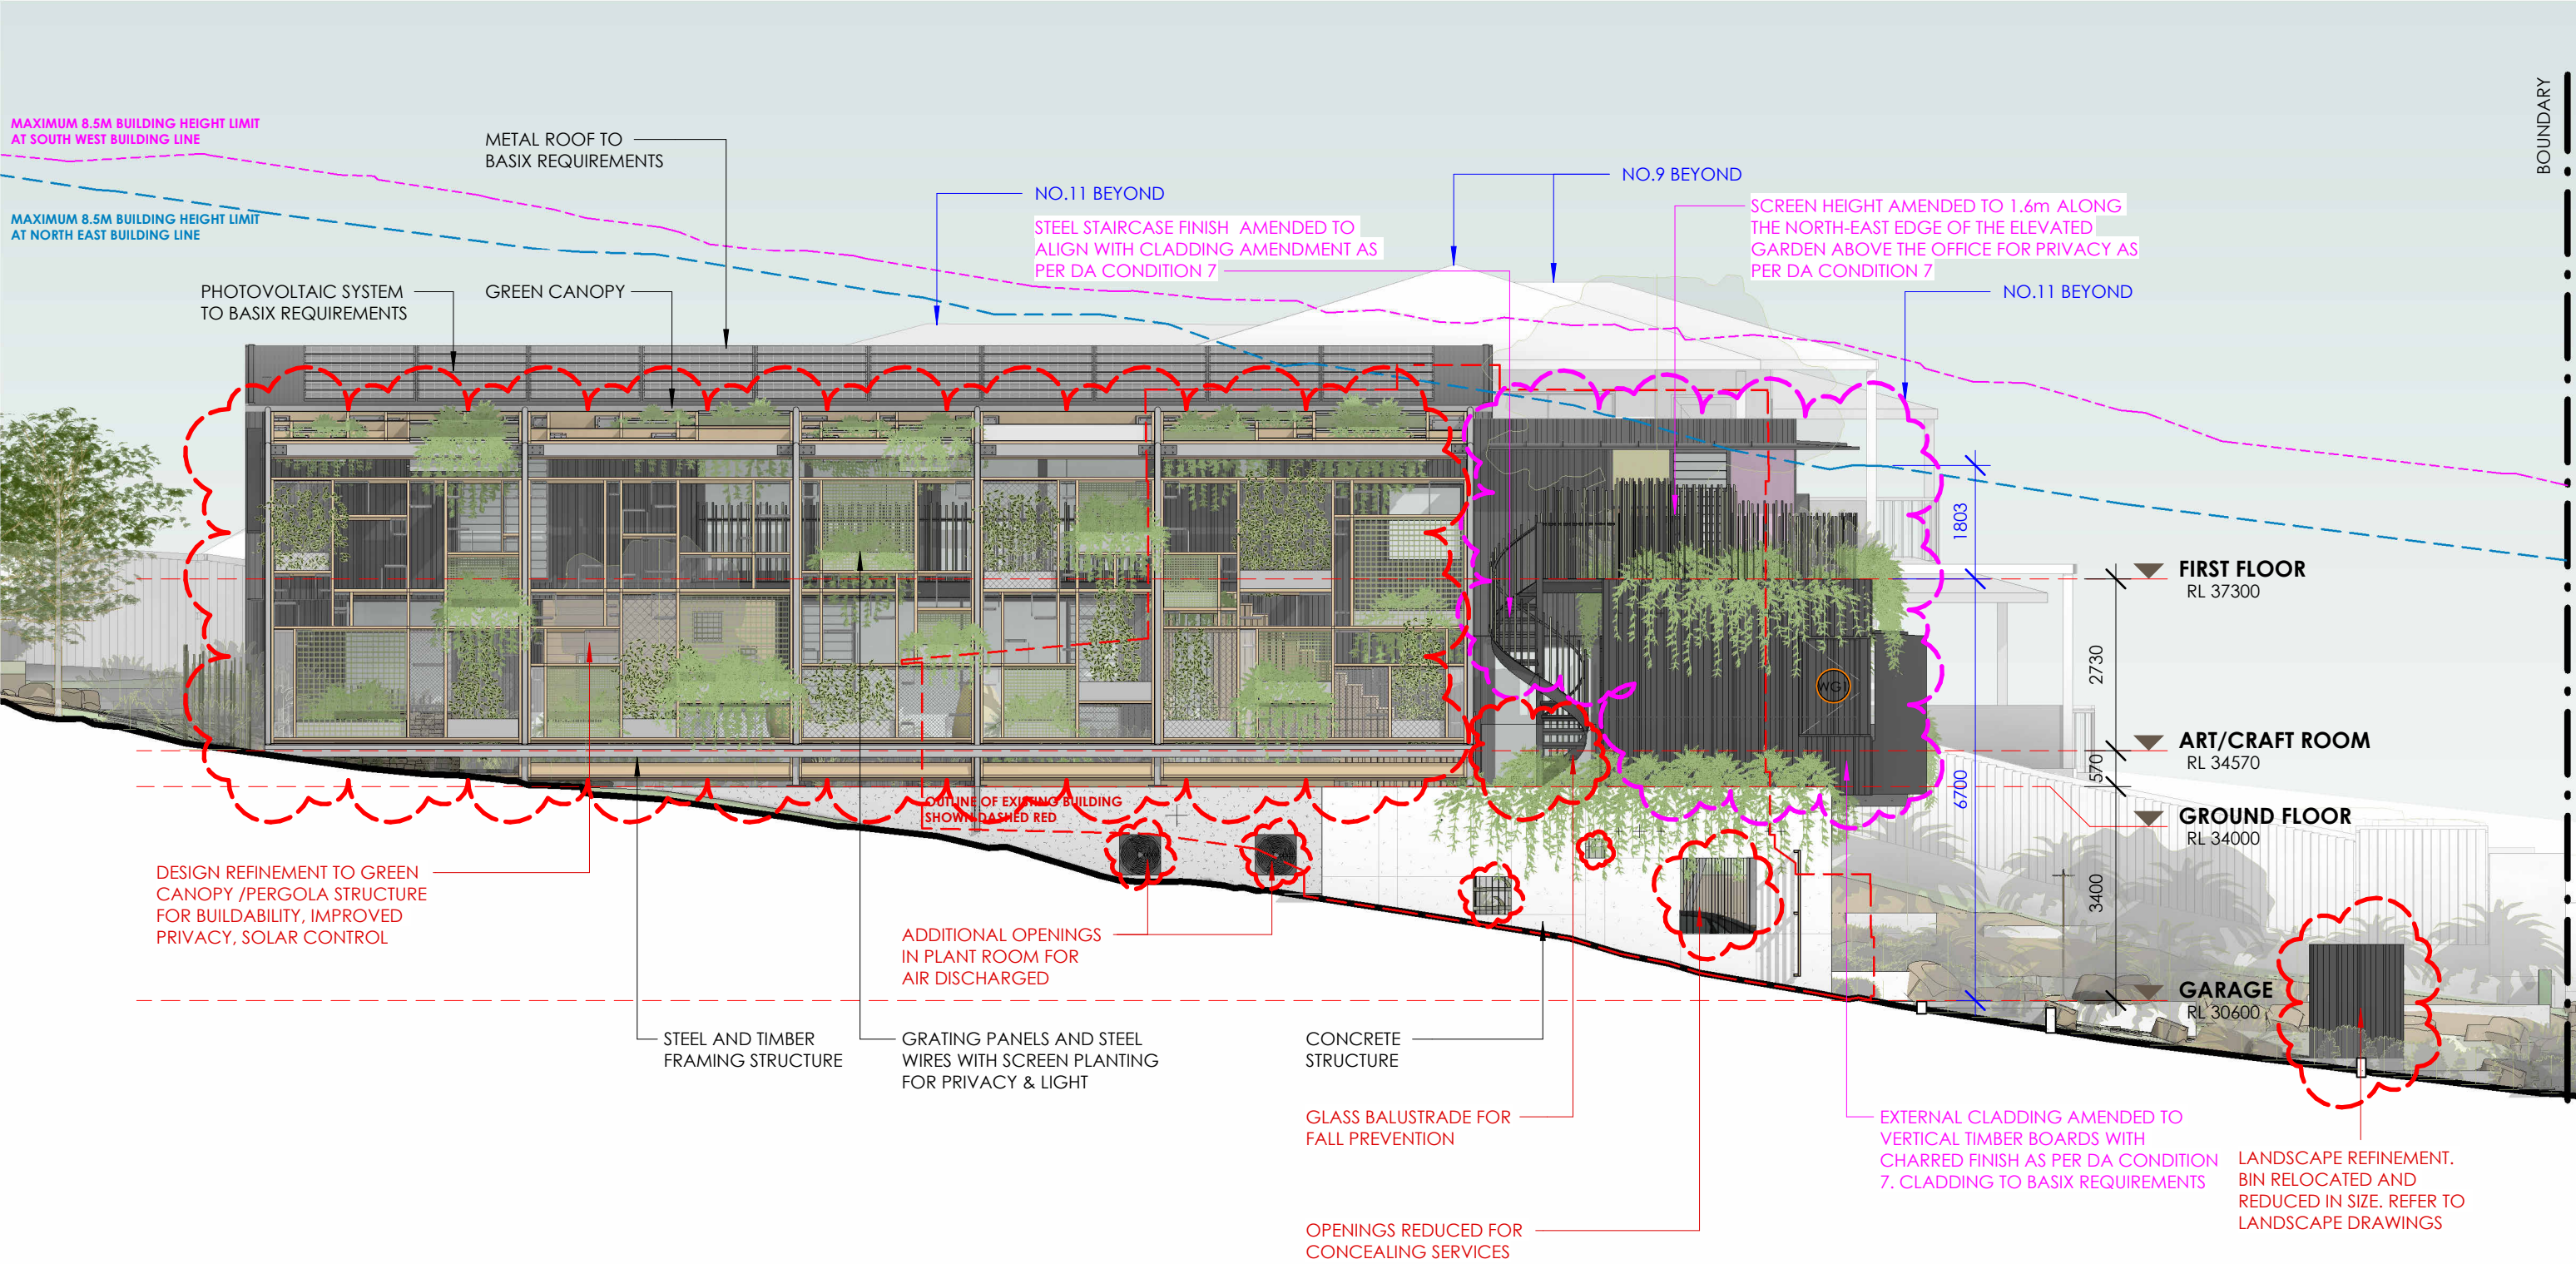 BOUNDARY
MAXIMUM 8.5M BUILDING HEIGHT LIMIT
AT SOUTH WEST BUILDING LINE
METAL ROOF TO
BASIX REQUIREMENTS
NO.9 BEYOND
NO.11 BEYOND
SCREEN HEIGHT AMENDED TO 1.6m ALONG
THE NORTH-EAST EDGE OF THE ELEVATED
GARDEN ABOVE THE OFFICE FOR PRIVACY AS
PER DA CONDITION 7
MAXIMUM 8.5M BUILDING HEIGHT LIMIT
AT NORTH EAST BUILDING LINE
STEEL STAIRCASE FINISH AMENDED TO
ALIGN WITH CLADDING AMENDMENT AS
PER DA CONDITION 7
PHOTOVOLTAIC SYSTEM
TO BASIX REQUIREMENTS
GREEN CANOPY
NO.11 BEYOND
1803
FIRST FLOOR
RL 37300
2730
WG1
ART/CRAFT ROOM
RL 34570
570
6700
OUTLINE OF EXISTING BUILDING
SHOWN DASHED RED
GROUND FLOOR
RL 34000
3400
DESIGN REFINEMENT TO GREEN
CANOPY /PERGOLA STRUCTURE
FOR BUILDABILITY, IMPROVED
PRIVACY, SOLAR CONTROL
ADDITIONAL OPENINGS
IN PLANT ROOM FOR
AIR DISCHARGED
GARAGE
RL 30600
STEEL AND TIMBER
FRAMING STRUCTURE
GRATING PANELS AND STEEL
WIRES WITH SCREEN PLANTING
FOR PRIVACY & LIGHT
CONCRETE
STRUCTURE
GLASS BALUSTRADE FOR
FALL PREVENTION
EXTERNAL CLADDING AMENDED TO
VERTICAL TIMBER BOARDS WITH
CHARRED FINISH AS PER DA CONDITION
7. CLADDING TO BASIX REQUIREMENTS
LANDSCAPE REFINEMENT.
BIN RELOCATED AND
REDUCED IN SIZE. REFER TO
LANDSCAPE DRAWINGS
OPENINGS REDUCED FOR
CONCEALING SERVICES